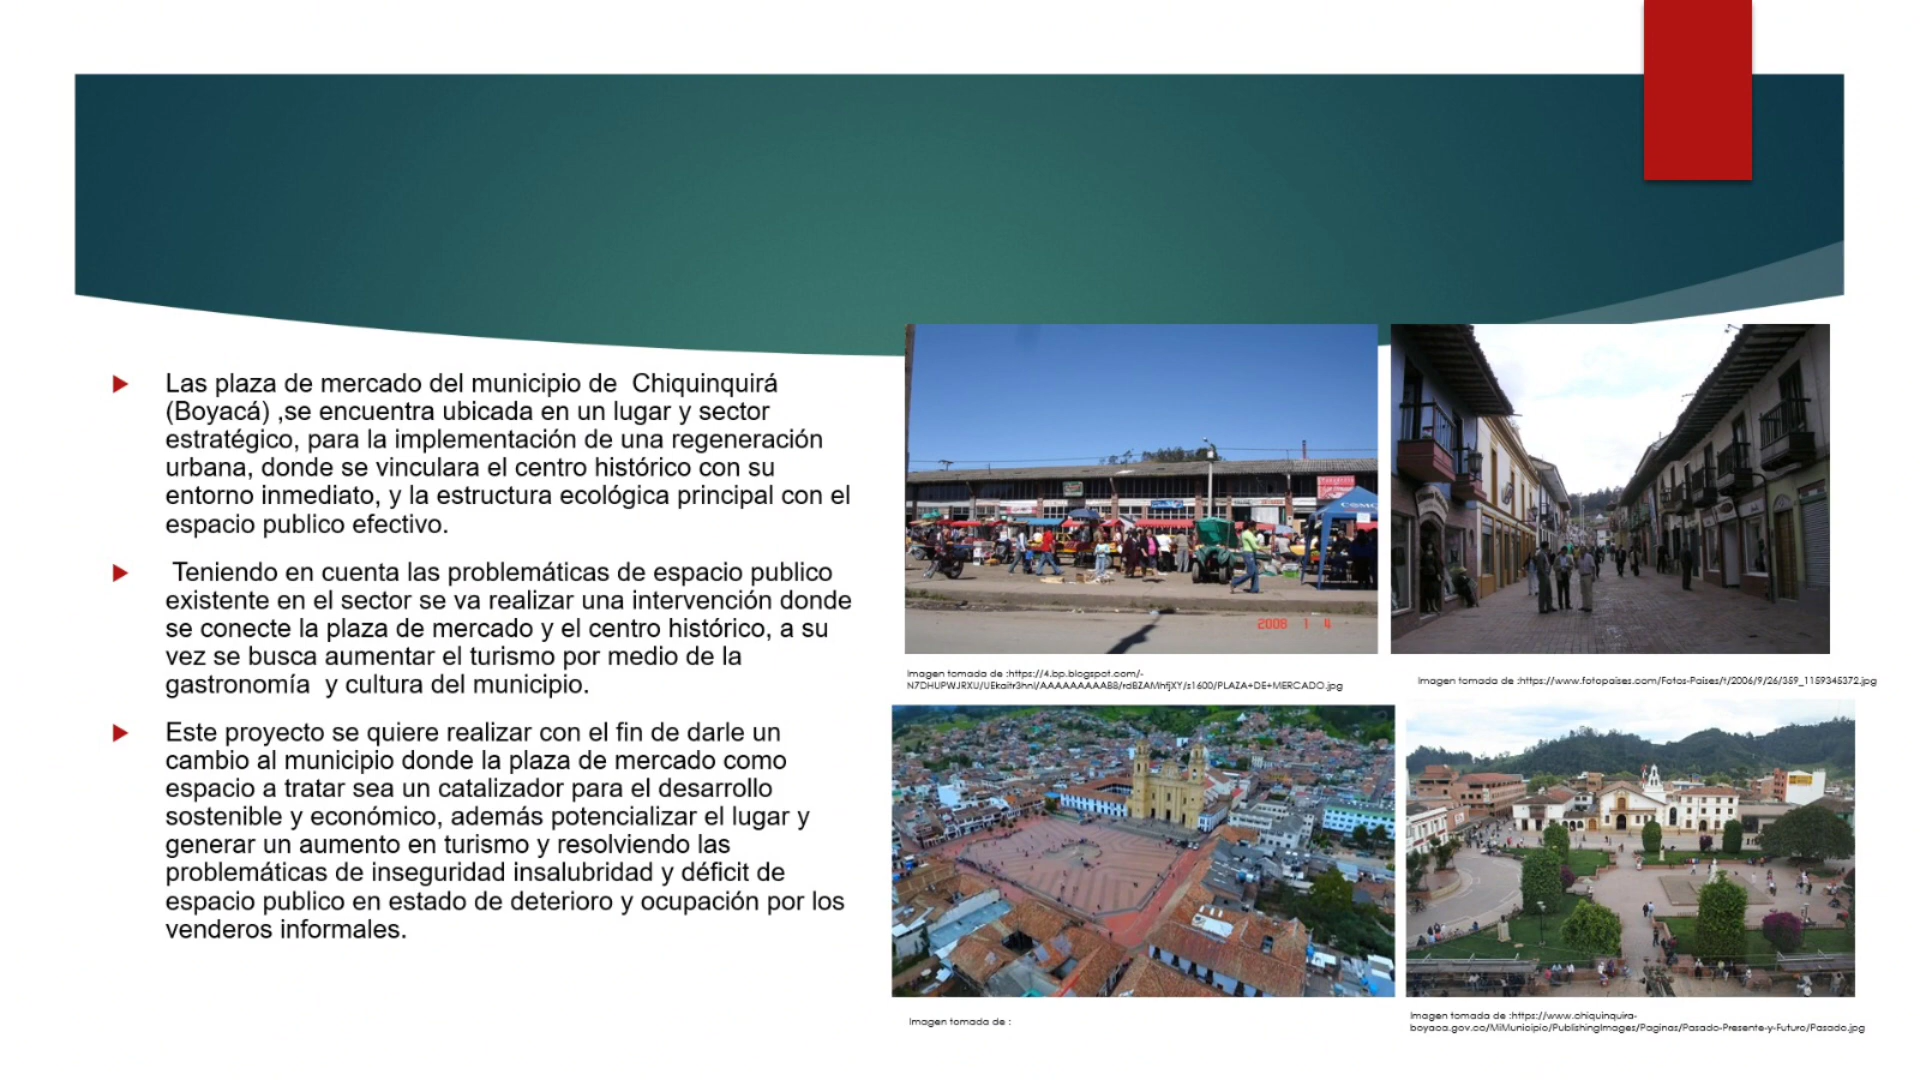 Las plaza de mercado del municipio de  Chiquinquirá
(Boyacá) ,se encuentra ubicada en un lugar y sector
estratégico, para la implementación de una regeneración
urbana, donde se vinculara el centro histórico con su
entorno inmediato, y la estructura ecológica principal con el
espacio publico efectivo.
Teniendo en cuenta las problemáticas de espacio publico
existente en el sector se va realizar una intervención donde
se conecte la plaza de mercado y el centro histórico, a su
vez se busca aumentar el turismo por medio de la
gastronomía  y cultura del municipio.
Este proyecto se quiere realizar con el fin de darle un
cambio al municipio donde la plaza de mercado como
espacio a tratar sea un catalizador para el desarrollo
sostenible y económico, además potencializar el lugar y
generar un aumento en turismo y resolviendo las
problemáticas de inseguridad insalubridad y déficit de
espacio publico en estado de deterioro y ocupación por los
venderos informales.
2008 1 4
Imagen tomada de :https://4.bp.blogspot.com/-
Imagen tomada de :https://www.fotopaises.com/Fotos-Paises/t/2006/9/26/359_1159345372.jpg
Imagen tomada de :
Imagen tomada de :https://www.chiquinquira-
boyaca.gov.co/MiMunicipio/PublishingImages/Paginas/Pasado-Presente-y-Futuro/Pasado.jpg